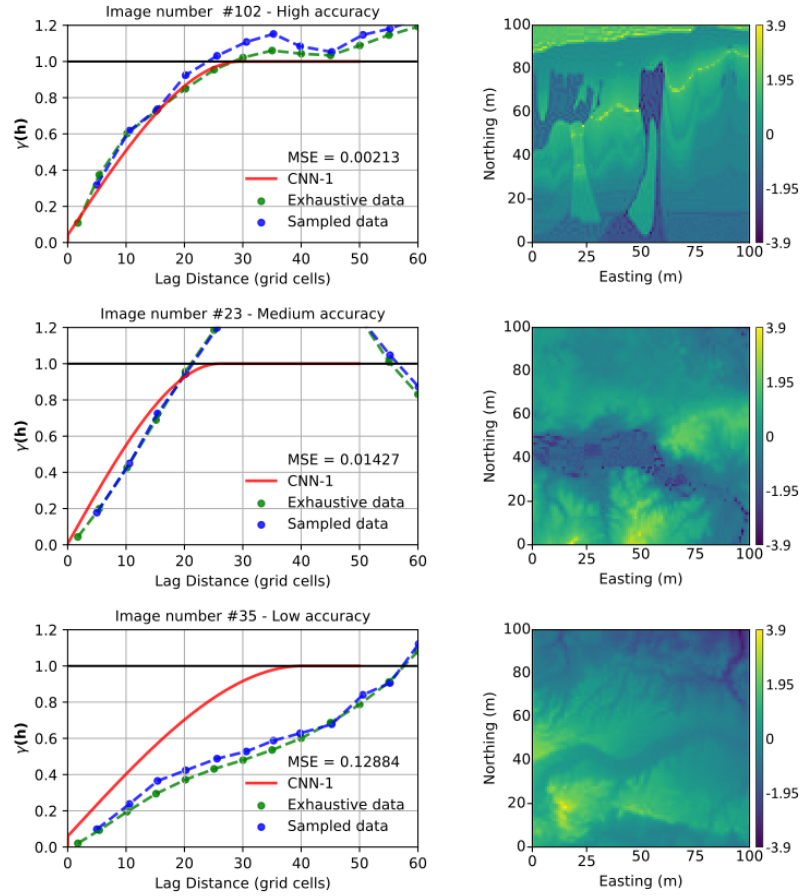 Image number  #102 - High accuracy
1.2
1.0
0.8
0.6
0.4
0.2
0.0
γ(h)
MSE = 0.00213
CNN-1
Exhaustive data
Sampled data
0 10 20 30 40 50 60
Lag Distance (grid cells)
100
80
60
40
20
0
Northing (m)
0 25 50 75 100
Easting (m)
3.9
1.95
0
-1.95
-3.9
Image number #23 - Medium accuracy
1.2
1.0
0.8
0.6
0.4
0.2
0.0
γ(h)
MSE = 0.01427
CNN-1
Exhaustive data
Sampled data
0 10 20 30 40 50 60
Lag Distance (grid cells)
100
80
60
40
20
0
Northing (m)
0 25 50 75 100
Easting (m)
3.9
1.95
0
-1.95
-3.9
Image number #35 - Low accuracy
1.2
1.0
0.8
0.6
0.4
0.2
0.0
γ(h)
MSE = 0.12884
CNN-1
Exhaustive data
Sampled data
0 10 20 30 40 50 60
Lag Distance (grid cells)
100
80
60
40
20
0
Northing (m)
0 25 50 75 100
Easting (m)
3.9
1.95
0
-1.95
-3.9